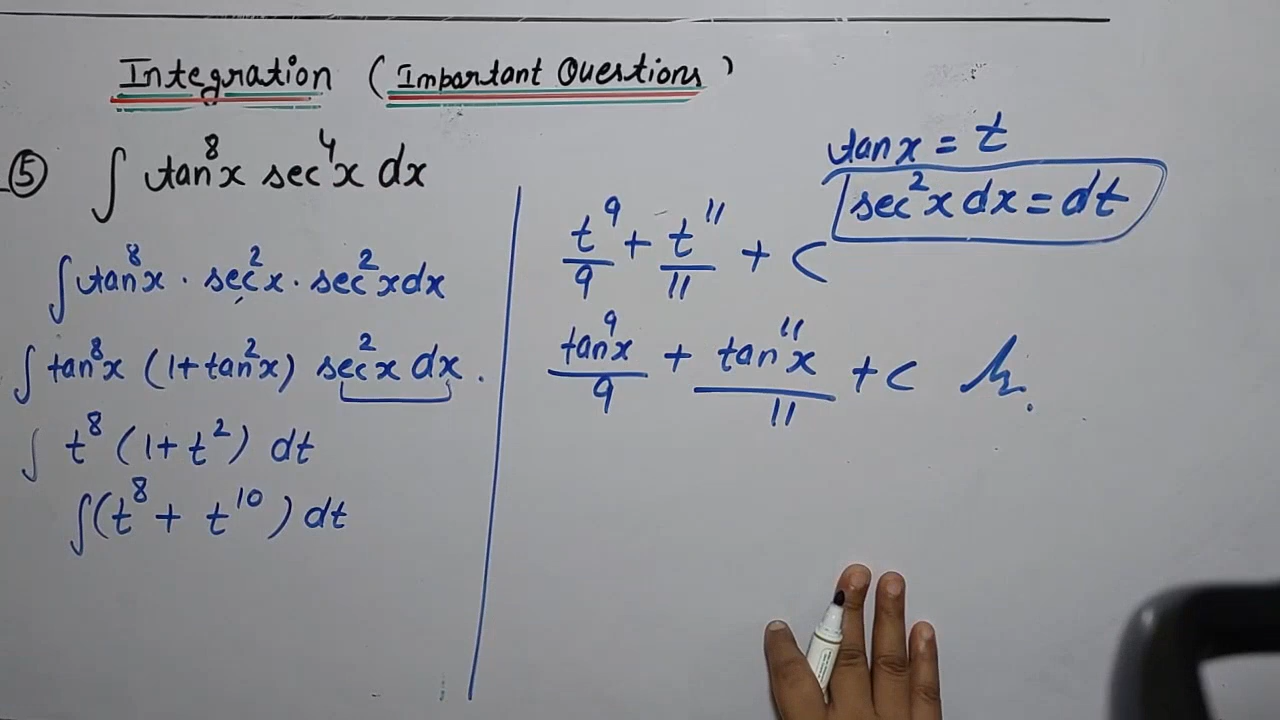 Integration (Important Questions)
⑤ ∫ tan⁸x sec⁴x dx
∫ tan⁸x · sec²x · sec²x dx
∫ tan⁸x (1+tan²x) sec²x dx.
∫ t⁸ (1+t²) dt
∫(t⁸ + t¹⁰) dt
tan x = t
sec²x dx = dt
t⁹/9 + t¹¹/11 + C
tan⁹x/9 + tan¹¹x/11 + C